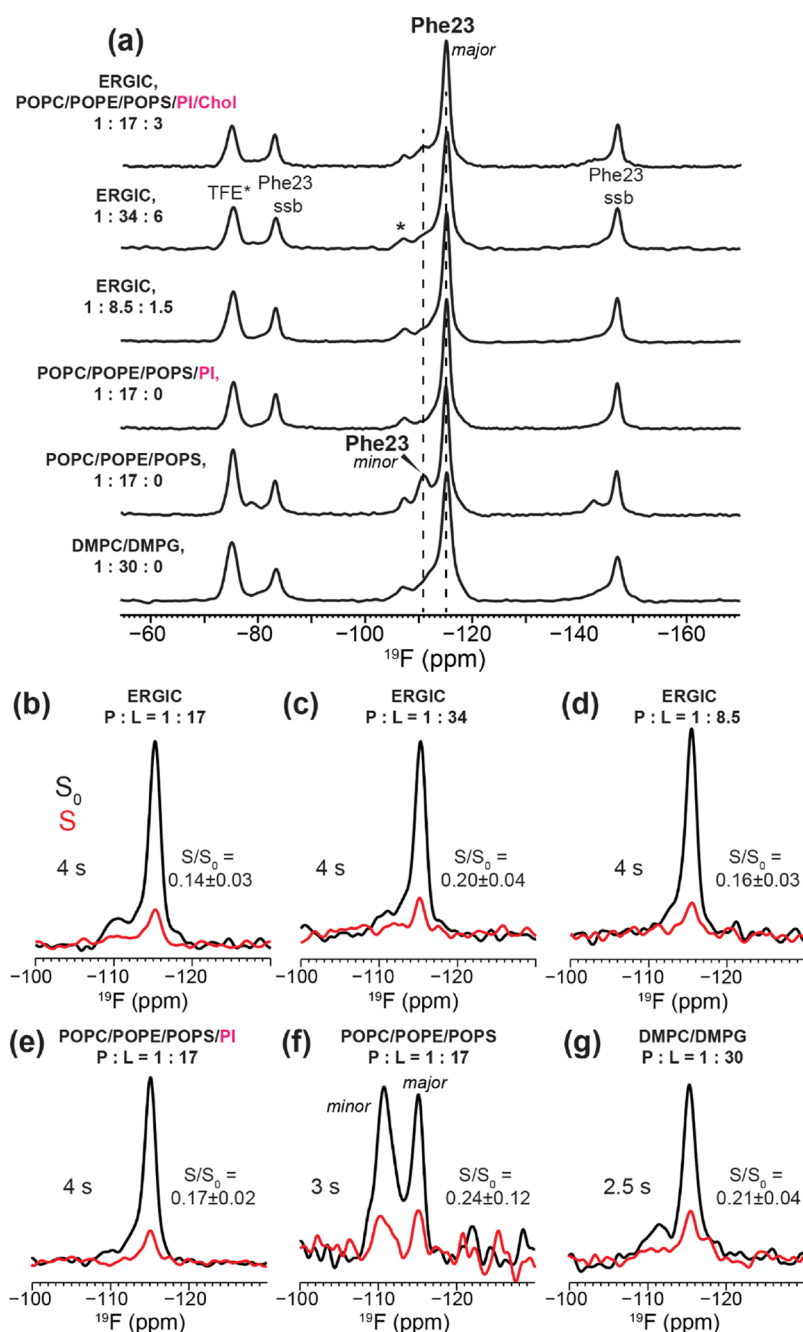 (a)
Phe23
major
ERGIC,
POPC/POPE/POPS/PI/Chol
1 : 17 : 3
TFE*
Phe23
ssb
Phe23
ssb
ERGIC,
1 : 34 : 6
*
ERGIC,
1 : 8.5 : 1.5
POPC/POPE/POPS/PI,
1 : 17 : 0
Phe23
minor
POPC/POPE/POPS,
1 : 17 : 0
DMPC/DMPG,
1 : 30 : 0
−60 −80 −100 −120 −140 −160
¹⁹F (ppm)
(b)
ERGIC
P : L = 1 : 17
S₀
S
4 s
S/S₀ =
0.14±0.03
−100 −110 −120
¹⁹F (ppm)
(c)
ERGIC
P : L = 1 : 34
4 s
S/S₀ =
0.20±0.04
−100 −110 −120
¹⁹F (ppm)
(d)
ERGIC
P : L = 1 : 8.5
4 s
S/S₀ =
0.16±0.03
−100 −110 −120
¹⁹F (ppm)
(e)
POPC/POPE/POPS/PI
P : L = 1 : 17
4 s
S/S₀ =
0.17±0.02
−100 −110 −120
¹⁹F (ppm)
(f)
POPC/POPE/POPS
P : L = 1 : 17
minor
major
3 s
S/S₀ =
0.24±0.12
−100 −110 −120
¹⁹F (ppm)
(g)
DMPC/DMPG
P : L = 1 : 30
2.5 s
S/S₀ =
0.21±0.04
−100 −110 −120
¹⁹F (ppm)